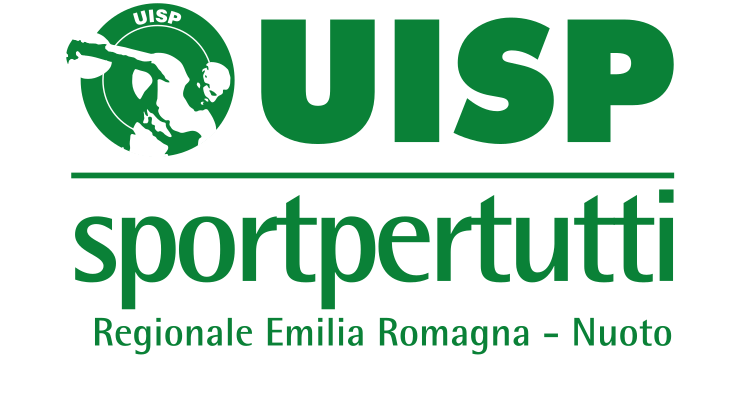 UISP
UISP
sportpertutti
Regionale Emilia Romagna - Nuoto